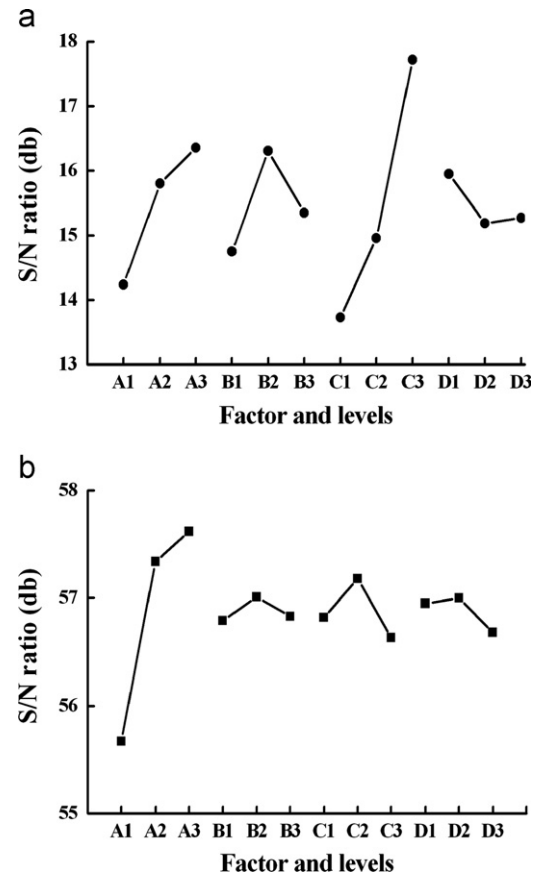 a
18
17
16
15
14
13
S/N ratio (db)
A1 A2 A3 B1 B2 B3 C1 C2 C3 D1 D2 D3
Factor and levels
b
58
57
56
55
S/N ratio (db)
A1 A2 A3 B1 B2 B3 C1 C2 C3 D1 D2 D3
Factor and levels